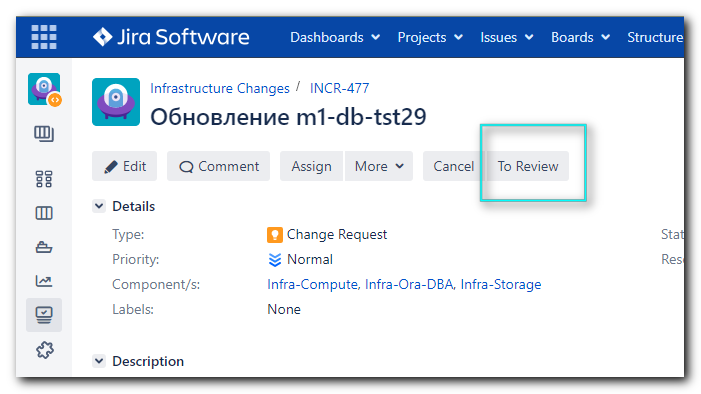 Jira Software Dashboards Projects Issues Boards Structure
Infrastructure Changes / INCR-477
Обновление m1-db-tst29
Edit Comment Assign More Cancel To Review
Details
Type: Change Request Stat
Priority: Normal Reso
Component/s: Infra-Compute, Infra-Ora-DBA, Infra-Storage
Labels: None
Description